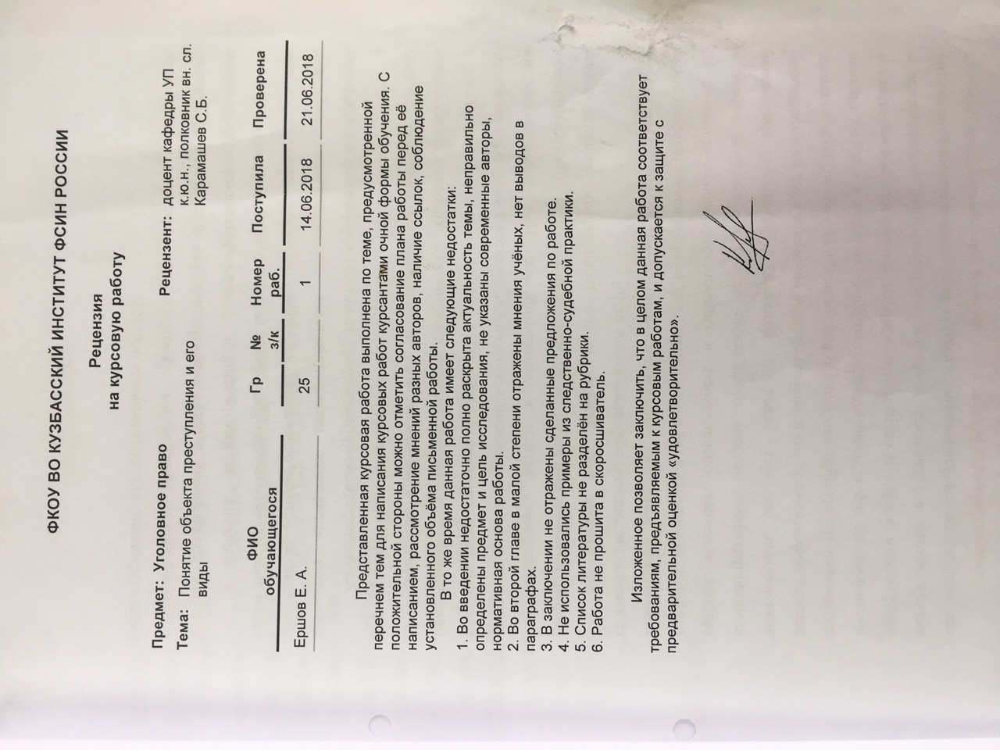 ФКОУ ВО КУЗБАССКИЙ ИНСТИТУТ ФСИН РОССИИ
Рецензия
на курсовую работу
Предмет: Уголовное право
Тема: Понятие объекта преступления и его
виды
Рецензент: доцент кафедры УП
к.ю.н., полковник вн. сл.
Карамашев С.Б.
ФИО
обучающегося
Гр
№
з/к
Номер
раб.
Поступила
Проверена
Ершов Е. А. 25 1 14.06.2018 21.06.2018
Представленная курсовая работа выполнена по теме, предусмотренной
перечнем тем для написания курсовых работ курсантами очной формы обучения. С
положительной стороны можно отметить согласование плана работы перед её
написанием, рассмотрение мнений разных авторов, наличие ссылок, соблюдение
установленного объёма письменной работы.
В то же время данная работа имеет следующие недостатки:
1. Во введении недостаточно полно раскрыта актуальность темы, неправильно
определены предмет и цель исследования, не указаны современные авторы,
нормативная основа работы.
2. Во второй главе в малой степени отражены мнения учёных, нет выводов в
параграфах.
3. В заключении не отражены сделанные предложения по работе.
4. Не использовались примеры из следственно-судебной практики.
5. Список литературы не разделён на рубрики.
6. Работа не прошита в скоросшиватель.
Изложенное позволяет заключить, что в целом данная работа соответствует
требованиям, предъявляемым к курсовым работам, и допускается к защите с
предварительной оценкой «удовлетворительно».